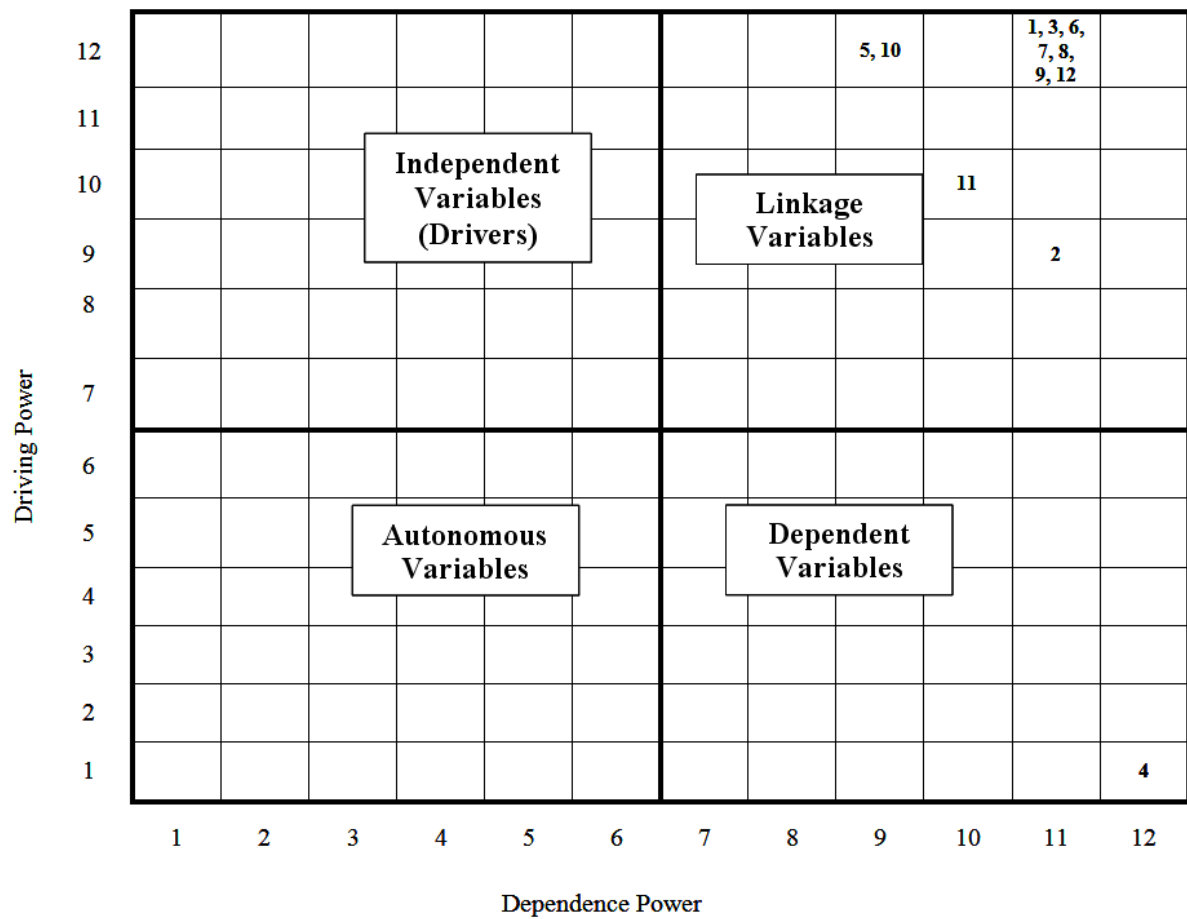 12
5, 10
1, 3, 6,
7, 8,
9, 12
11
Independent
Variables
(Drivers)
10
Linkage
Variables
11
9
2
8
7
Driving Power
6
5
Autonomous
Variables
Dependent
Variables
4
3
2
1
4
1 2 3 4 5 6 7 8 9 10 11 12
Dependence Power